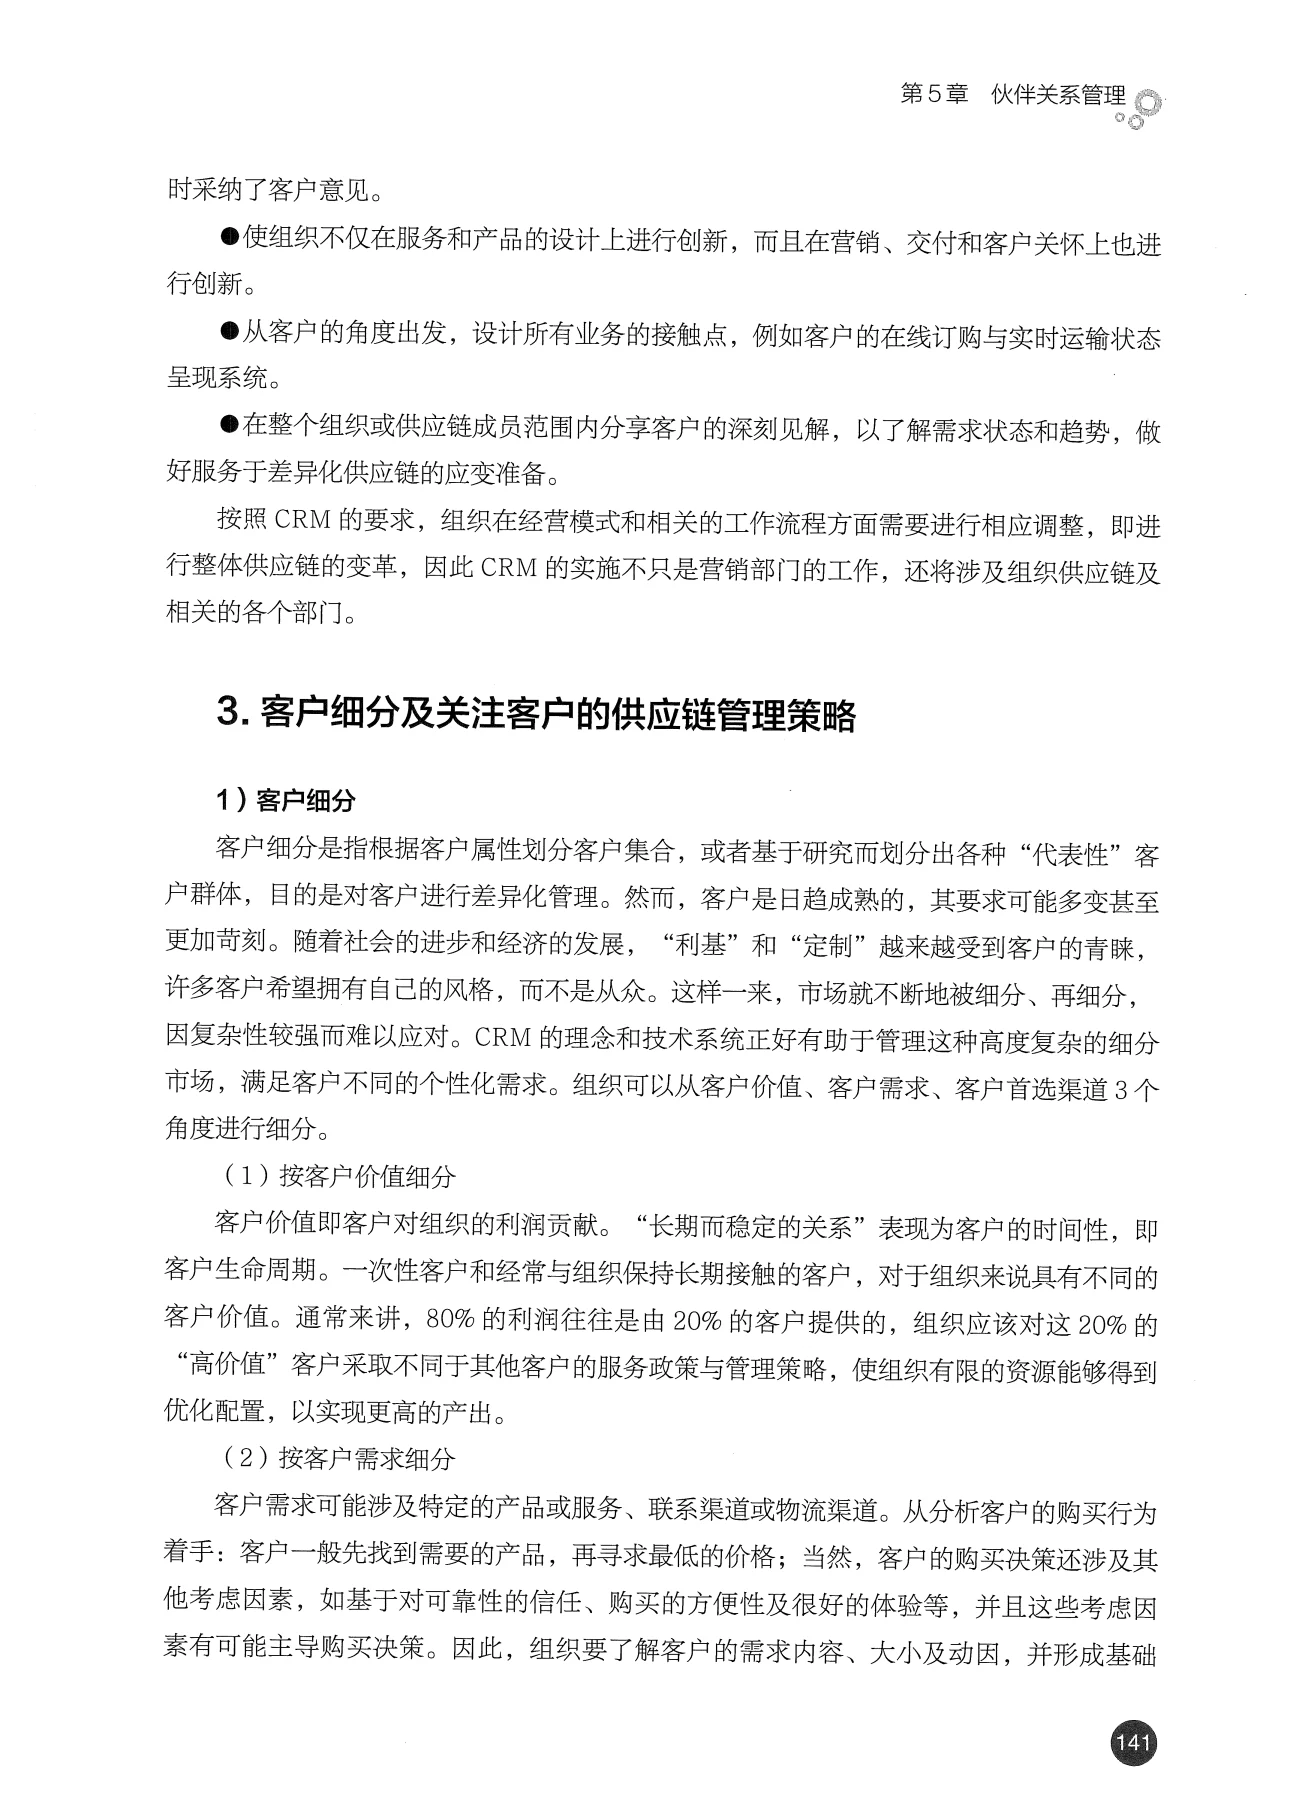 第5章 伙伴关系管理
时采纳了客户意见。
●使组织不仅在服务和产品的设计上进行创新，而且在营销、交付和客户关怀上也进
行创新。
●从客户的角度出发，设计所有业务的接触点，例如客户的在线订购与实时运输状态
呈现系统。
●在整个组织或供应链成员范围内分享客户的深刻见解，以了解需求状态和趋势，做
好服务于差异化供应链的应变准备。
按照 CRM 的要求，组织在经营模式和相关的工作流程方面需要进行相应调整，即进
行整体供应链的变革，因此 CRM 的实施不只是营销部门的工作，还将涉及组织供应链及
相关的各个部门。
3. 客户细分及关注客户的供应链管理策略
1）客户细分
客户细分是指根据客户属性划分客户集合，或者基于研究而划分出各种“代表性”客
户群体，目的是对客户进行差异化管理。然而，客户是日趋成熟的，其要求可能多变甚至
更加苛刻。随着社会的进步和经济的发展，“利基”和“定制”越来越受到客户的青睐，
许多客户希望拥有自己的风格，而不是从众。这样一来，市场就不断地被细分、再细分，
因复杂性较强而难以应对。CRM 的理念和技术系统正好有助于管理这种高度复杂的细分
市场，满足客户不同的个性化需求。组织可以从客户价值、客户需求、客户首选渠道 3 个
角度进行细分。
（1）按客户价值细分
客户价值即客户对组织的利润贡献。“长期而稳定的关系”表现为客户的时间性，即
客户生命周期。一次性客户和经常与组织保持长期接触的客户，对于组织来说具有不同的
客户价值。通常来讲，80% 的利润往往是由 20% 的客户提供的，组织应该对这 20% 的
“高价值”客户采取不同于其他客户的服务政策与管理策略，使组织有限的资源能够得到
优化配置，以实现更高的产出。
（2）按客户需求细分
客户需求可能涉及特定的产品或服务、联系渠道或物流渠道。从分析客户的购买行为
着手：客户一般先找到需要的产品，再寻求最低的价格；当然，客户的购买决策还涉及其
他考虑因素，如基于对可靠性的信任、购买的方便性及很好的体验等，并且这些考虑因
素有可能主导购买决策。因此，组织要了解客户的需求内容、大小及动因，并形成基础
141